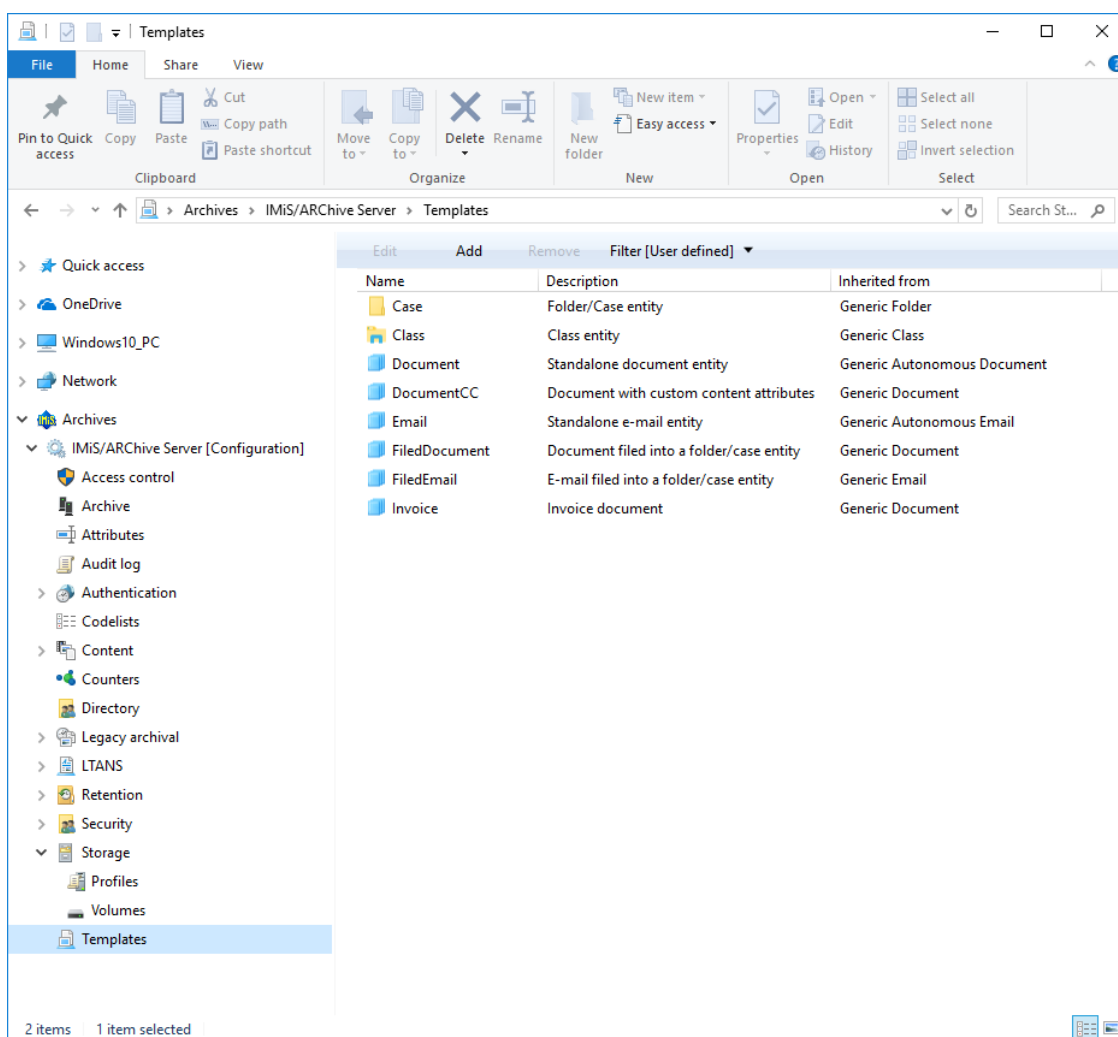 Templates
File Home Share View
Pin to Quick access Copy Paste Cut Copy path Paste shortcut Move to Copy to Delete Rename New folder New item Easy access Properties Open Edit History Select all Select none Invert selection
Clipboard Organize New Open Select
Archives > IMiS/ARChive Server > Templates Search St...
Edit Add Remove Filter [User defined]
Name Description Inherited from
Case Folder/Case entity Generic Folder
Class Class entity Generic Class
Document Standalone document entity Generic Autonomous Document
DocumentCC Document with custom content attributes Generic Document
Email Standalone e-mail entity Generic Autonomous Email
FiledDocument Document filed into a folder/case entity Generic Document
FiledEmail E-mail filed into a folder/case entity Generic Email
Invoice Invoice document Generic Document
Quick access
OneDrive
Windows10_PC
Network
Archives
IMiS/ARChive Server [Configuration]
Access control
Archive
Attributes
Audit log
Authentication
Codelists
Content
Counters
Directory
Legacy archival
LTANS
Retention
Security
Storage
Profiles
Volumes
Templates
2 items 1 item selected